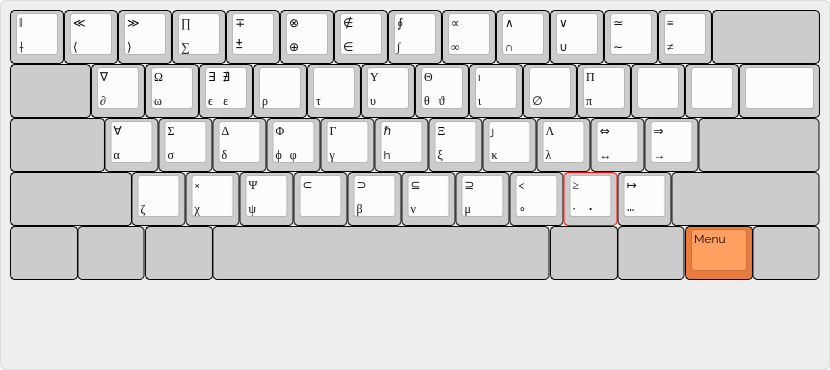 ‖ ≪ ≫ ∏ ∓ ⊗ ∉ ∮ ∝ ∧ ∨ ≃ ≡
† ⟨ ⟩ ∑ ± ⊕ ∈ ∫ ∞ ∩ ∪ ∼ ≠
∇ Ω ∃ ∄ Υ Θ ı Π
∂ ω ϵ ε ρ τ υ θ ϑ ι ∅ π
∀ Σ Δ Φ Γ ℏ Ξ ȷ Λ ⇔ ⇒
α σ δ ϕ φ γ h ξ κ λ ↔ →
× Ψ ⊂ ⊃ ⊆ ⊇ < ≥ ↦
ζ χ ψ β ν μ ∘ · • …
Menu